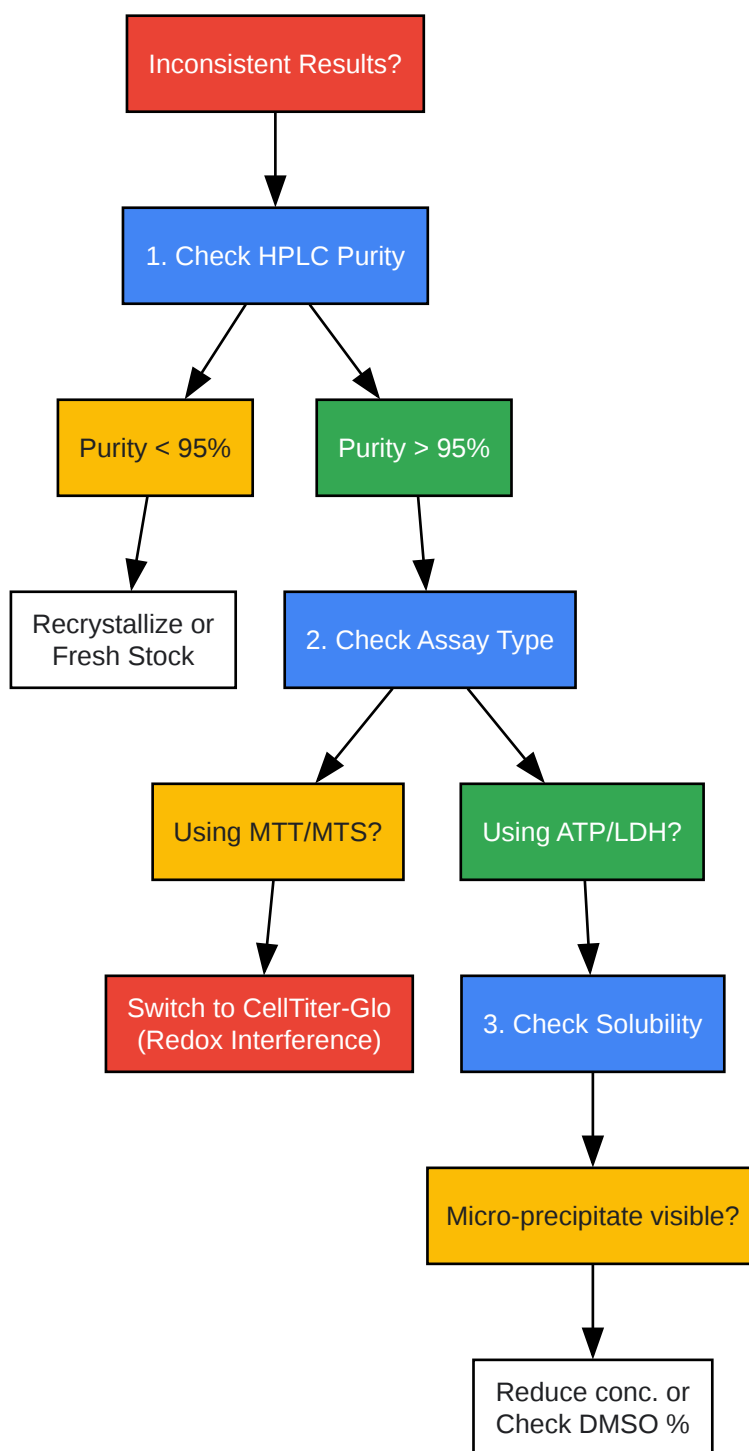 Inconsistent Results?
1. Check HPLC Purity
Purity < 95%
Purity > 95%
Recrystallize or
Fresh Stock
2. Check Assay Type
Using MTT/MTS?
Using ATP/LDH?
Switch to CellTiter-Glo
(Redox Interference)
3. Check Solubility
Micro-precipitate visible?
Reduce conc. or
Check DMSO %